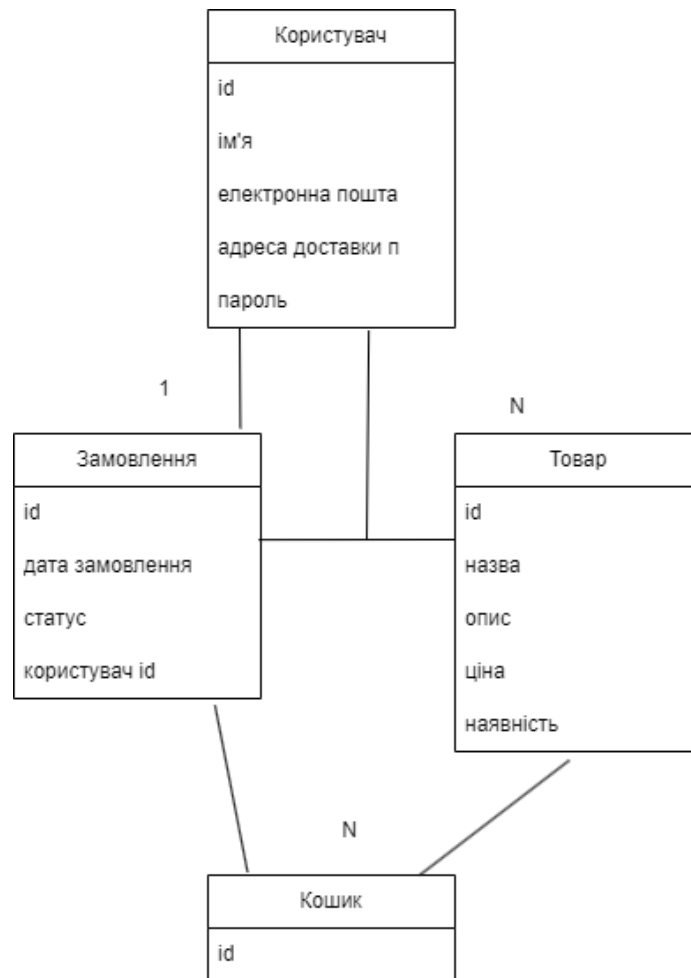 Користувач
id
ім'я
електронна пошта
адреса доставки п
пароль
1
N
Замовлення
id
дата замовлення
статус
користувач id
Товар
id
назва
опис
ціна
наявність
N
Кошик
id